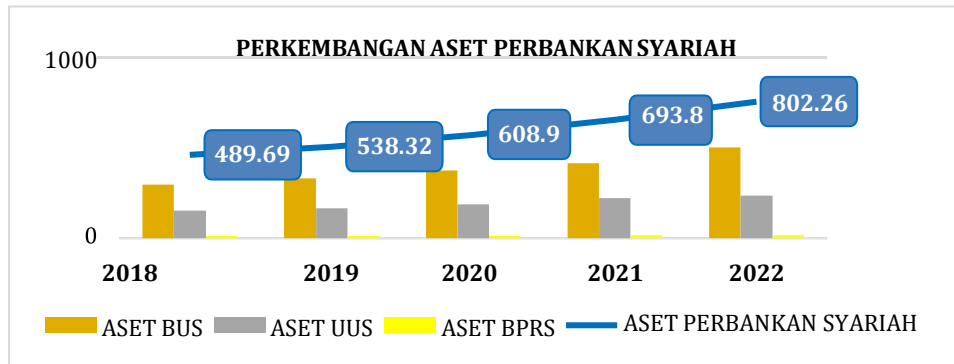 PERKEMBANGAN ASET PERBANKAN SYARIAH
1000
802.26
693.8
608.9
538.32
489.69
0
2018 2019 2020 2021 2022
ASET BUS ASET UUS ASET BPRS ASET PERBANKAN SYARIAH